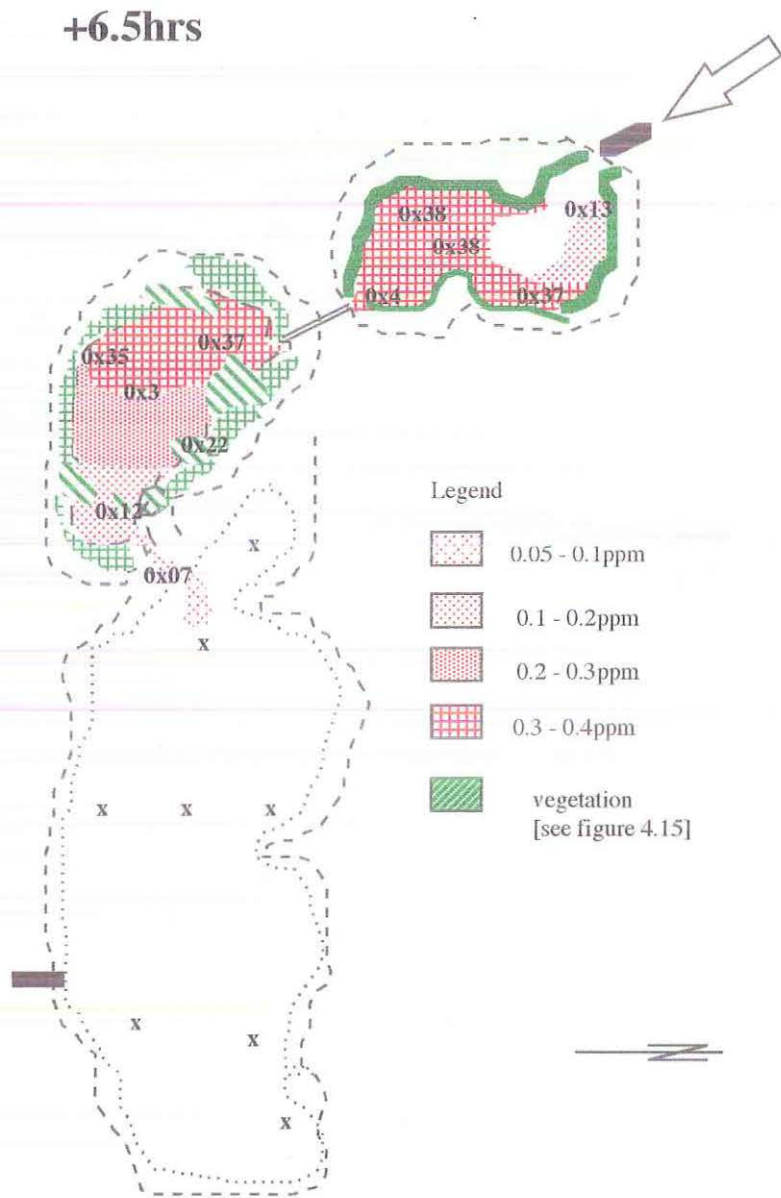 +6.5hrs
0x13
0x38
0x38
0x4
0x37
0x37
0x35
0x3
0x22
0x12
0x07
x
x
x x x
x
x
x
Legend
0.05 - 0.1ppm
0.1 - 0.2ppm
0.2 - 0.3ppm
0.3 - 0.4ppm
vegetation
[see figure 4.15]
N